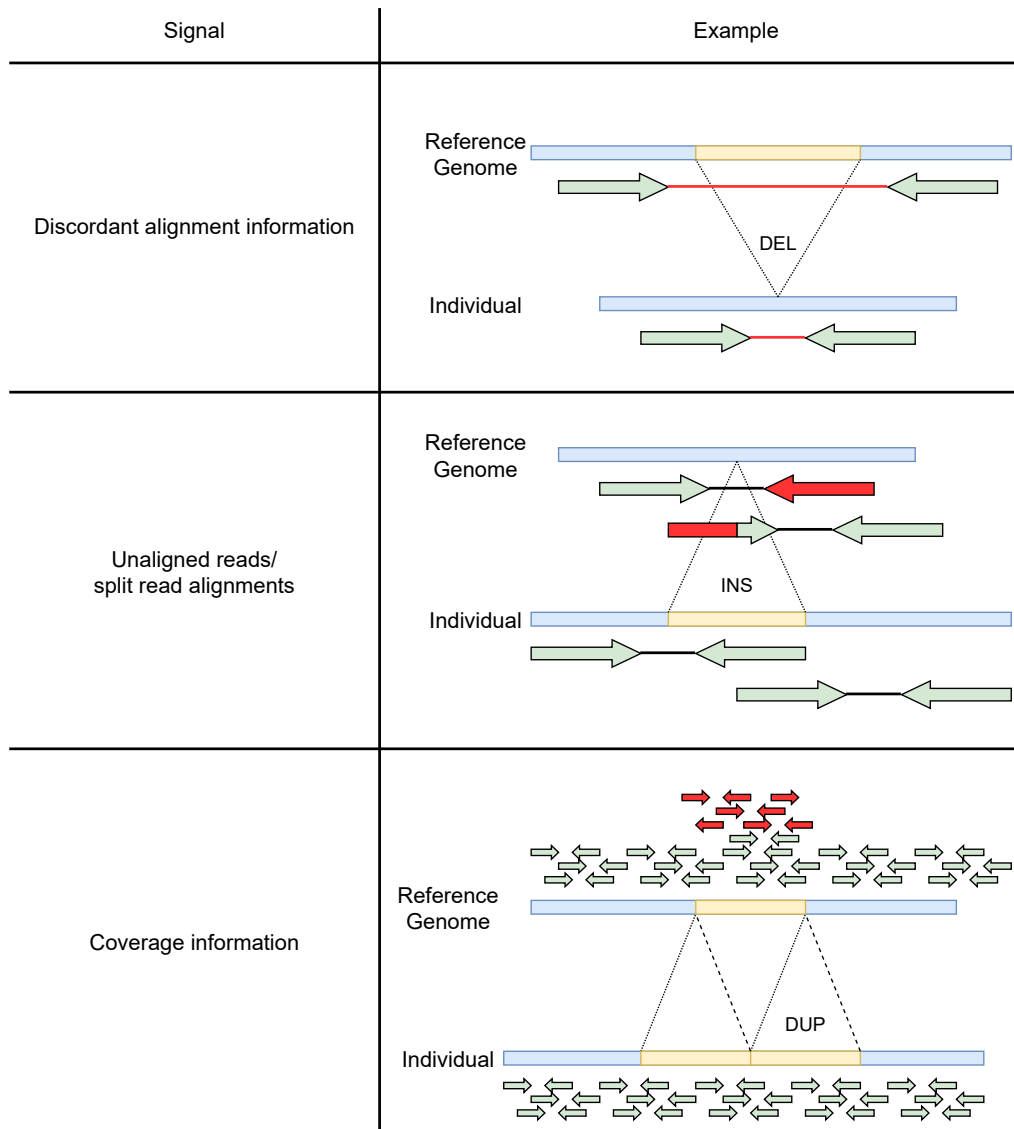 Signal
Example
Discordant alignment information
Reference
Genome
DEL
Individual
Unaligned reads/
split read alignments
Reference
Genome
INS
Individual
Coverage information
Reference
Genome
DUP
Individual